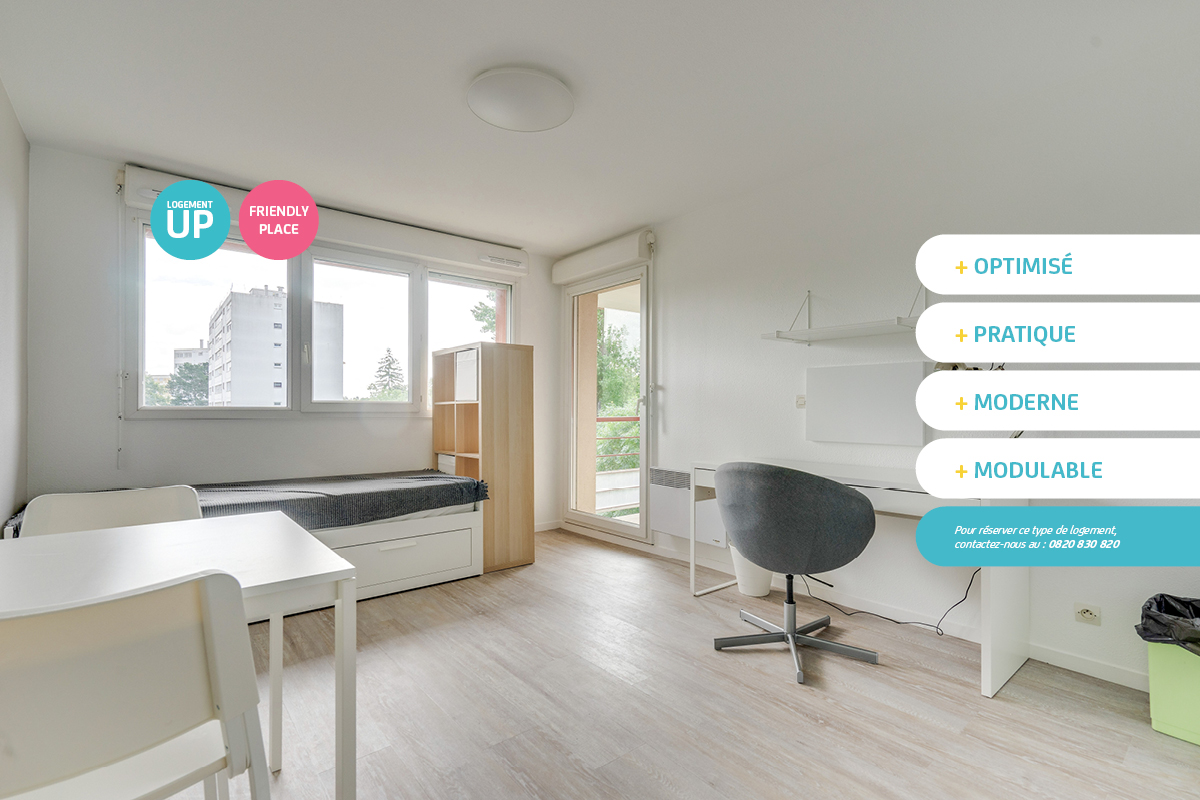 LOGEMENT
UP
FRIENDLY
PLACE
+ OPTIMISÉ
+ PRATIQUE
+ MODERNE
+ MODULABLE
Pour réserver ce type de logement,
contactez-nous au : 0820 830 820